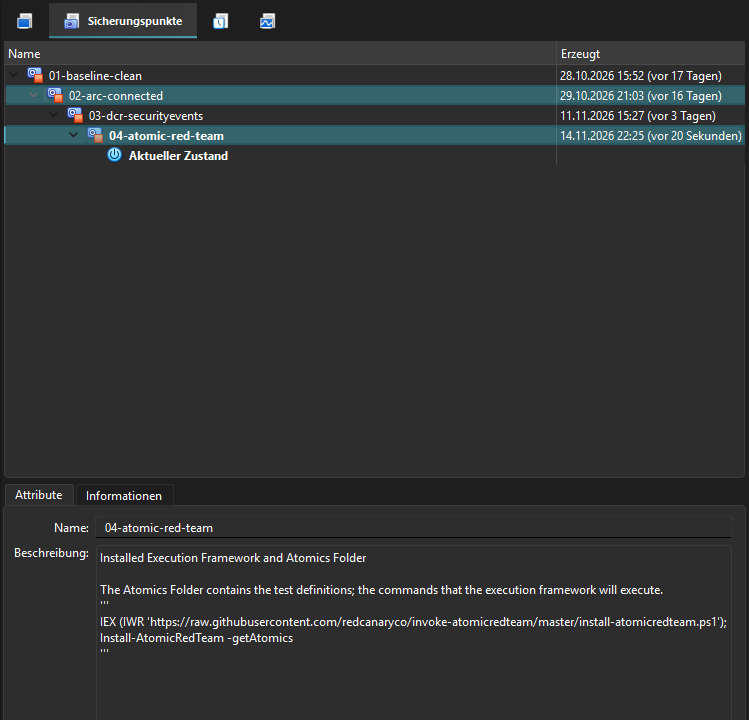 Sicherungspunkte
Name Erzeugt
01-baseline-clean 28.10.2026 15:52 (vor 17 Tagen)
02-arc-connected 29.10.2026 21:03 (vor 16 Tagen)
03-dcr-securityevents 11.11.2026 15:27 (vor 3 Tagen)
04-atomic-red-team 14.11.2026 22:25 (vor 20 Sekunden)
Aktueller Zustand
Attribute Informationen
Name: 04-atomic-red-team
Beschreibung: Installed Execution Framework and Atomics Folder
The Atomics Folder contains the test definitions; the commands that the execution framework will execute.
'''
IEX (IWR 'https://raw.githubusercontent.com/redcanaryco/invoke-atomicredteam/master/install-atomicredteam.ps1');
Install-AtomicRedTeam -getAtomics
'''